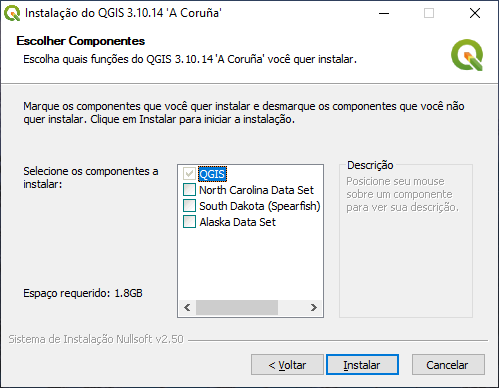 Instalação do QGIS 3.10.14 'A Coruña'
Escolher Componentes
Escolha quais funções do QGIS 3.10.14 'A Coruña' você quer instalar.
Marque os componentes que você quer instalar e desmarque os componentes que você não
quer instalar. Clique em Instalar para iniciar a instalação.
Selecione os componentes a
instalar:
QGIS
North Carolina Data Set
South Dakota (Spearfish)
Alaska Data Set
Descrição
Posicione seu mouse
sobre um componente
para ver sua descrição.
Espaço requerido: 1.8GB
Sistema de Instalação Nullsoft v2.50
< Voltar
Instalar
Cancelar